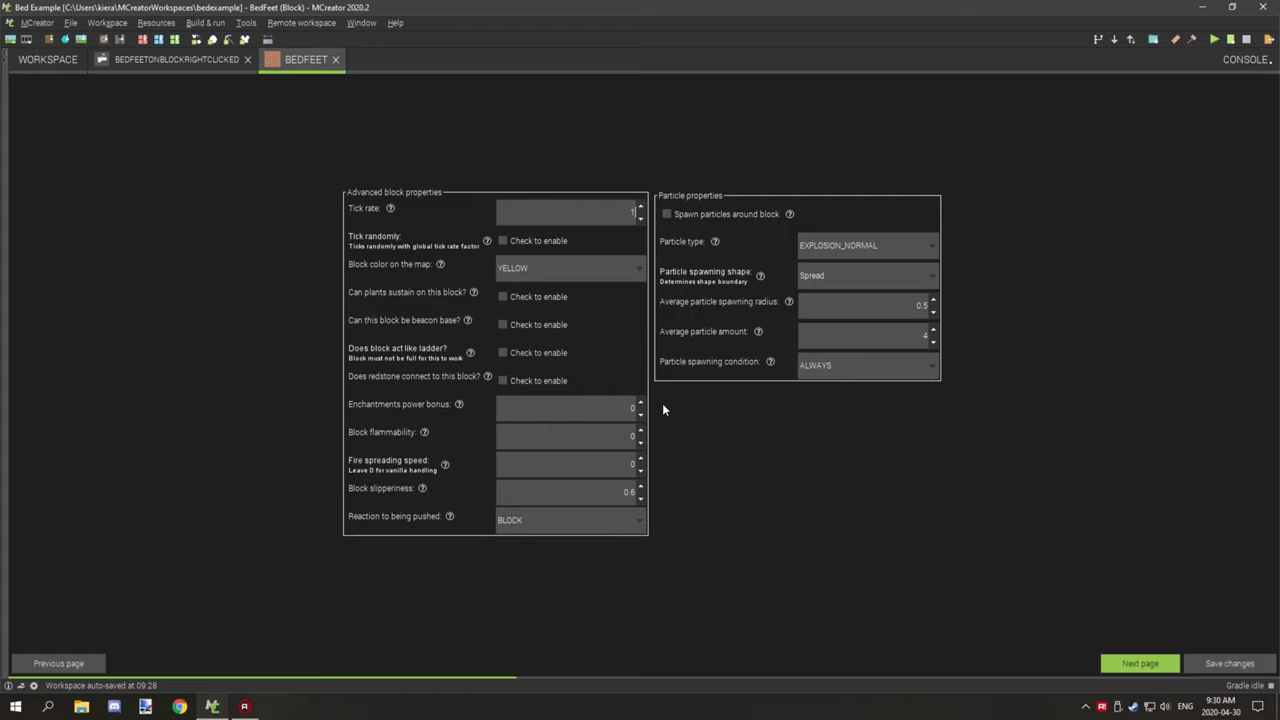 Bed Example [C:\Users\kiera\MCreatorWorkspaces\bedexample] - BedFeet (Block) - MCreator 2020.2
MCreator File Workspace Resources Build & run Tools Remote workspace Window Help
WORKSPACE BEDFEETONBLOCKRIGHTCLICKED BEDFEET CONSOLE
Advanced block properties
Tick rate: 1
Tick randomly: Check to enable
Ticks randomly with global tick rate factor
Block color on the map: YELLOW
Can plants sustain on this block? Check to enable
Can this block be beacon base? Check to enable
Does block act like ladder? Check to enable
Block must not be full for this to work
Does redstone connect to this block? Check to enable
Enchantments power bonus: 0
Block flammability: 0
Fire spreading speed: 0
Leave 0 for vanilla handling
Block slipperiness: 0.6
Reaction to being pushed: BLOCK
Particle properties
Spawn particles around block
Particle type: EXPLOSION_NORMAL
Particle spawning shape: Spread
Determines shape boundary
Average particle spawning radius: 0.5
Average particle amount: 4
Particle spawning condition: ALWAYS
Previous page Next page Save changes
Workspace auto-saved at 09:28 Gradle idle
ENG 9:30 AM
2020-04-30